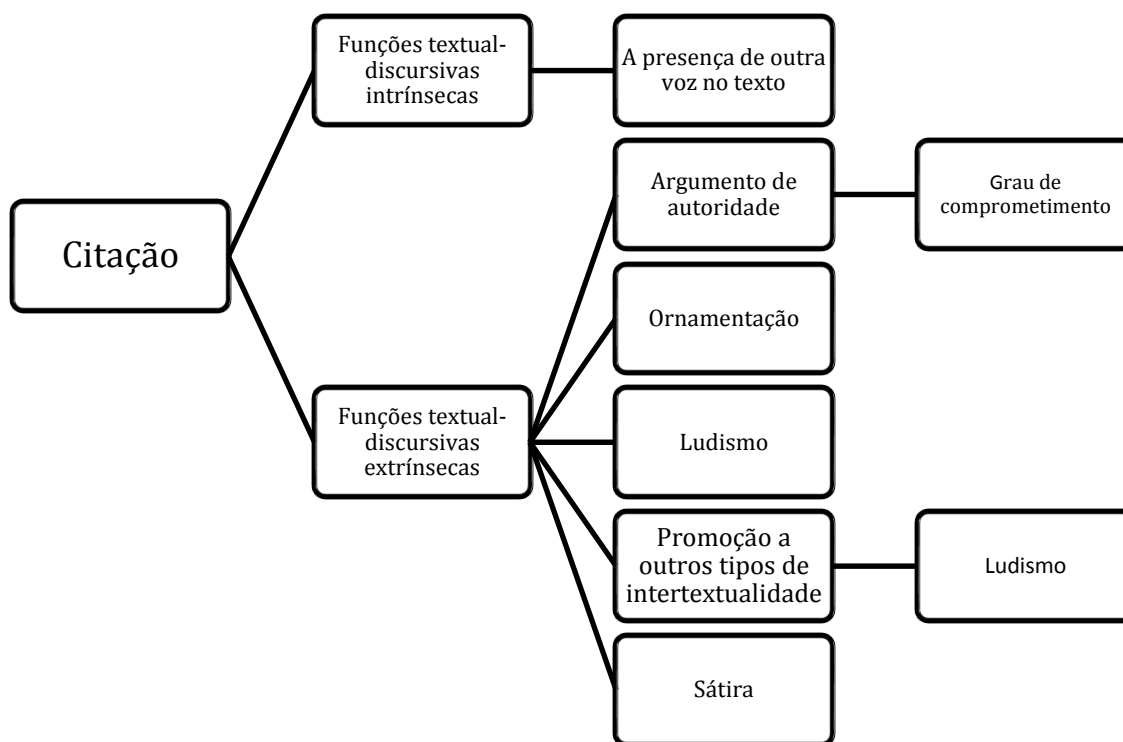 Citação
Funções textual-
discursivas
intrínsecas
A presença de outra
voz no texto
Funções textual-
discursivas
extrínsecas
Argumento de
autoridade
Grau de
comprometimento
Ornamentação
Ludismo
Promoção a
outros tipos de
intertextualidade
Ludismo
Sátira